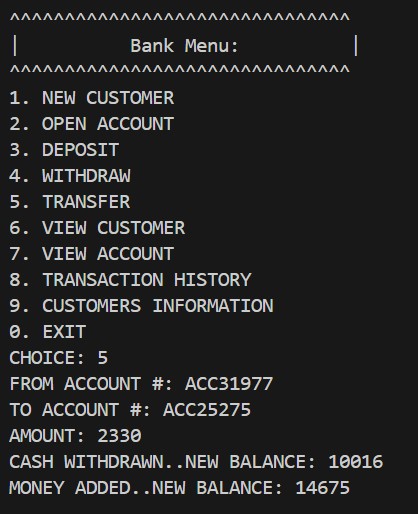 ^^^^^^^^^^^^^^^^^^^^^^^^^^^^^^^
|          Bank Menu:          |
^^^^^^^^^^^^^^^^^^^^^^^^^^^^^^^
1. NEW CUSTOMER
2. OPEN ACCOUNT
3. DEPOSIT
4. WITHDRAW
5. TRANSFER
6. VIEW CUSTOMER
7. VIEW ACCOUNT
8. TRANSACTION HISTORY
9. CUSTOMERS INFORMATION
0. EXIT
CHOICE: 5
FROM ACCOUNT #: ACC31977
TO ACCOUNT #: ACC25275
AMOUNT: 2330
CASH WITHDRAWN..NEW BALANCE: 10016
MONEY ADDED..NEW BALANCE: 14675